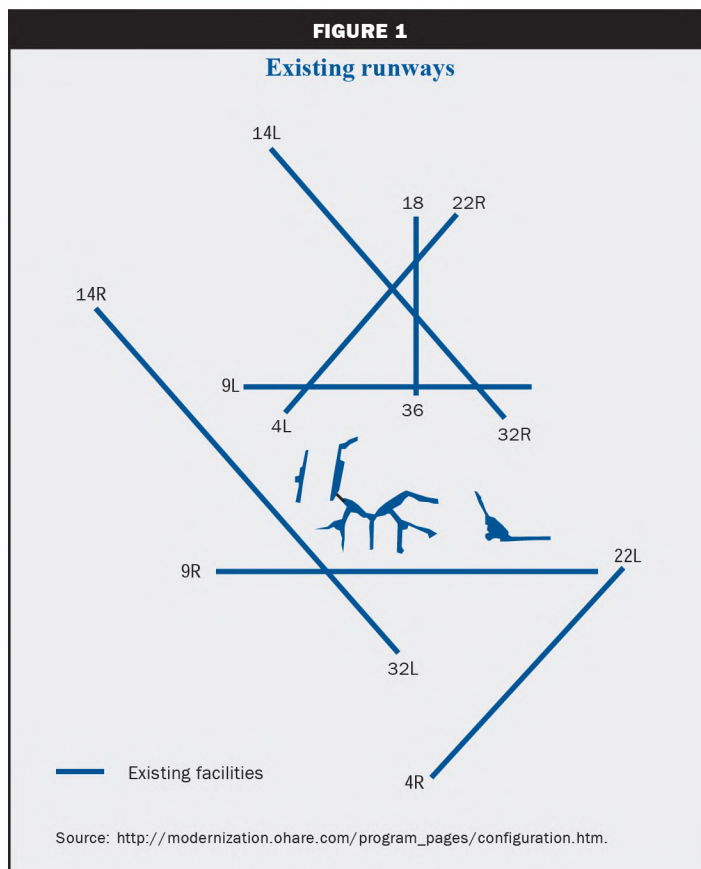 FIGURE 1
Existing runways
14L
18 22R
14R
9L
36
4L
32R
22L
9R
32L
4R
Existing facilities
Source: http://modernization.ohare.com/program_pages/configuration.htm.